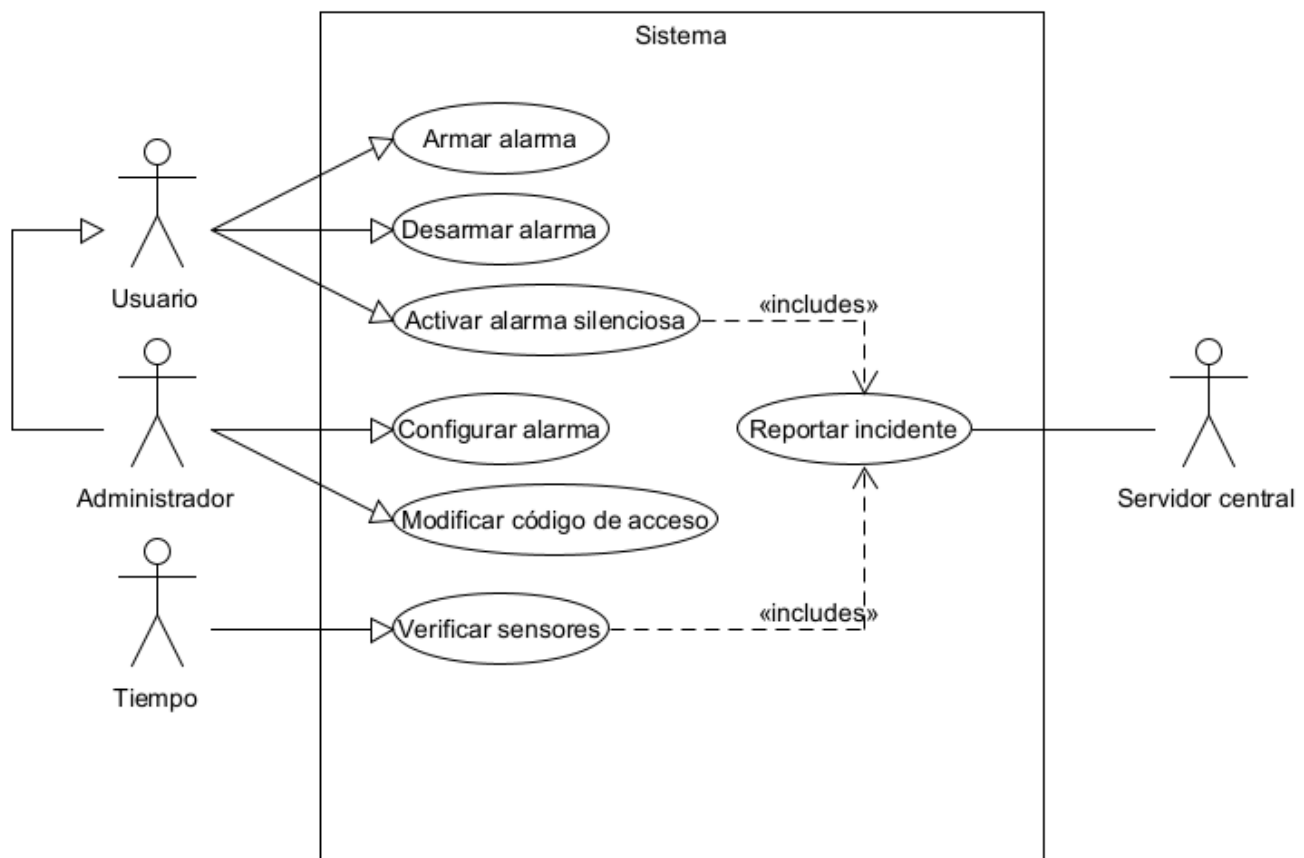 Sistema
Armar alarma
Desarmar alarma
Usuario
Activar alarma silenciosa
«includes»
Configurar alarma
Reportar incidente
Administrador
Modificar código de acceso
Servidor central
Verificar sensores
«includes»
Tiempo